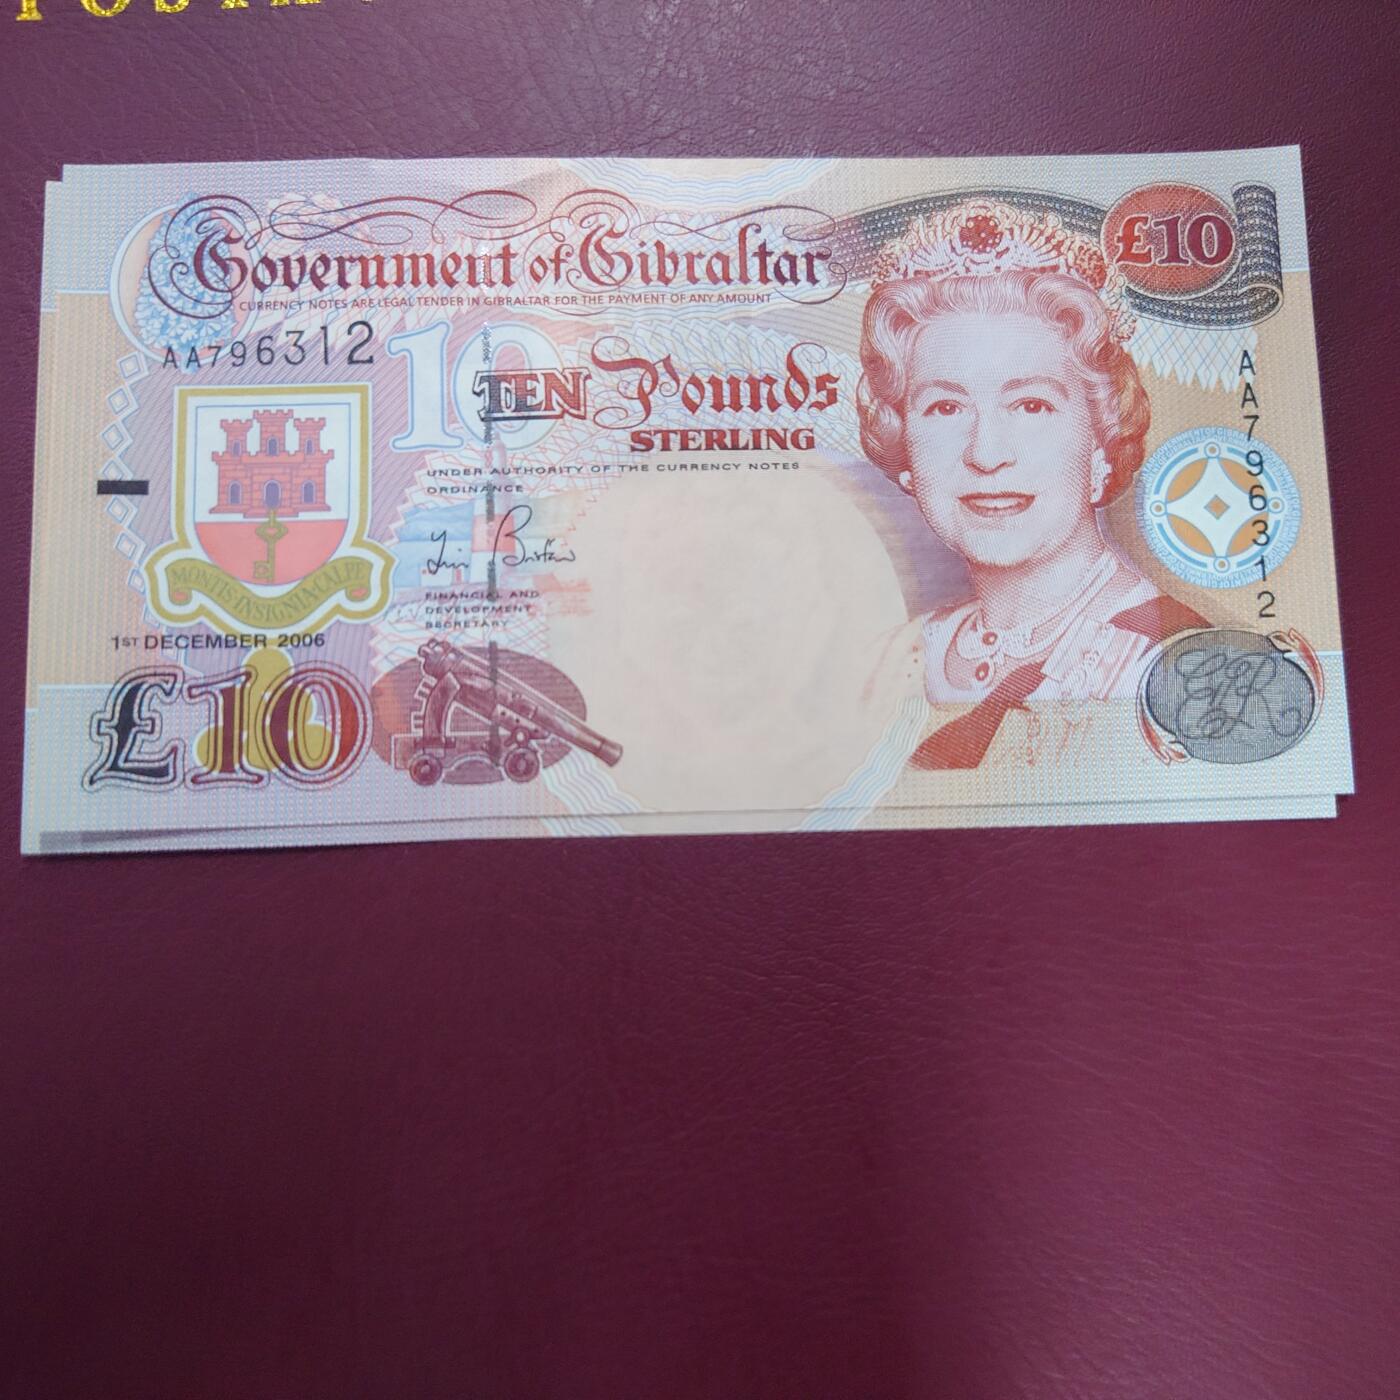 Government of Gibraltar
CURRENCY NOTES ARE LEGAL TENDER IN GIBRALTAR FOR THE PAYMENT OF ANY AMOUNT
£10
AA796312
10
TEN Pounds
STERLING
UNDER AUTHORITY OF THE CURRENCY NOTES
ORDINANCE
AA796312
MONTIS INSIGNIA CALPE
FINANCIAL AND
DEVELOPMENT
SECRETARY
1ST DECEMBER 2006
£10